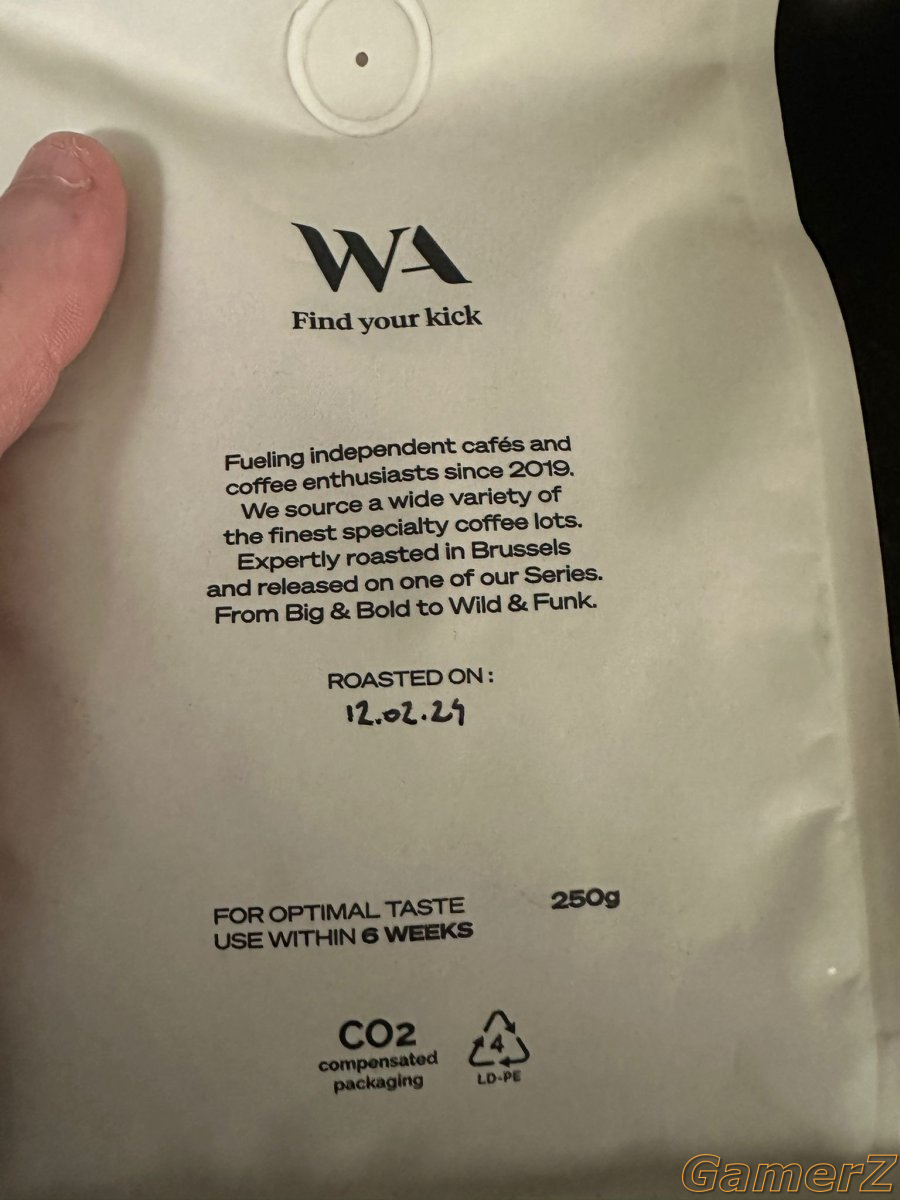 WA
Find your kick
Fueling independent cafés and
coffee enthusiasts since 2019.
We source a wide variety of
the finest specialty coffee lots.
Expertly roasted in Brussels
and released on one of our Series.
From Big & Bold to Wild & Funk.
ROASTED ON :
12.02.24
FOR OPTIMAL TASTE
USE WITHIN 6 WEEKS
250g
CO2
compensated
packaging
4
LD-PE
GamerZ